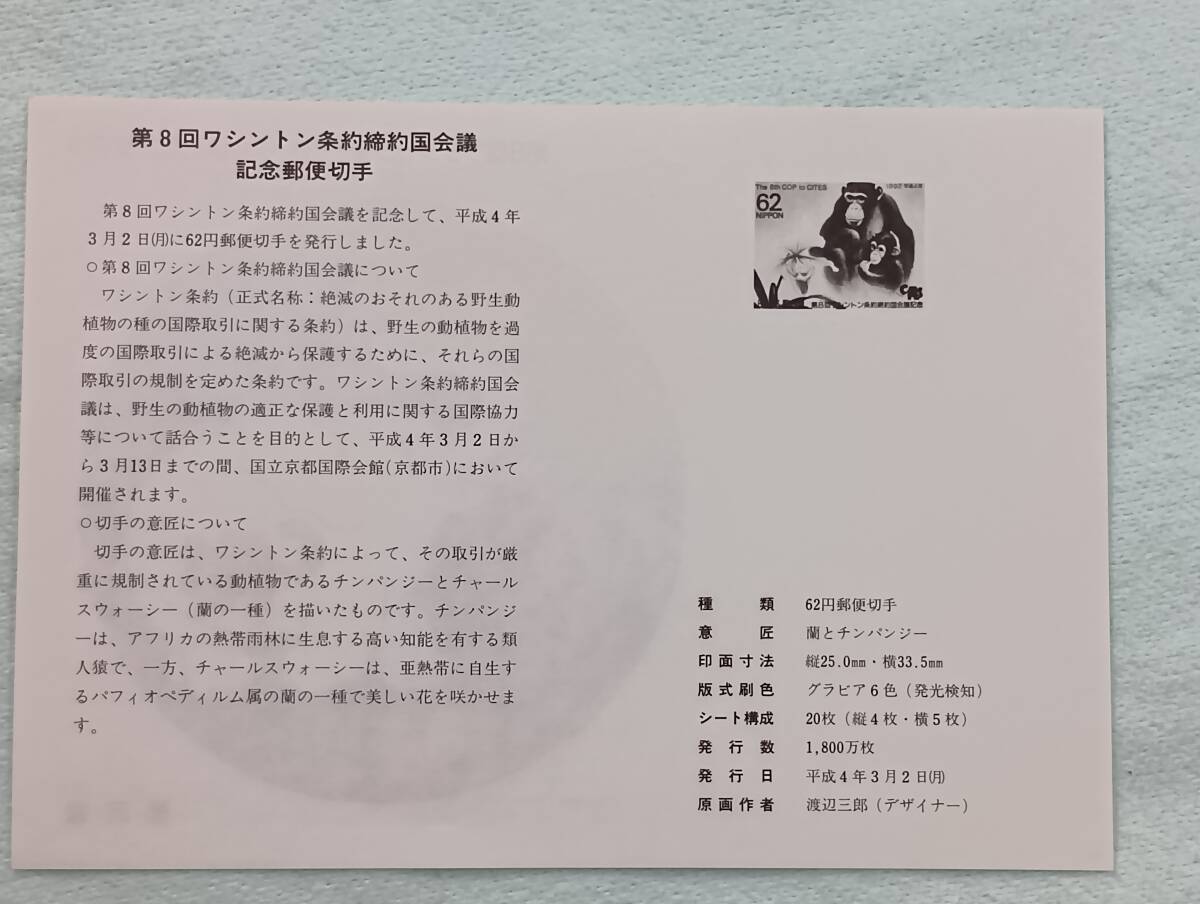 第8回ワシントン条約締約国会議
記念郵便切手
第8回ワシントン条約締約国会議を記念して、平成4年
3月2日㈪に62円郵便切手を発行しました。
○第8回ワシントン条約締約国会議について
ワシントン条約（正式名称：絶滅のおそれのある野生動
植物の種の国際取引に関する条約）は、野生の動植物を過
度の国際取引による絶滅から保護するために、それらの国
際取引の規制を定めた条約です。ワシントン条約締約国会
議は、野生の動植物の適正な保護と利用に関する国際協力
等について話合うことを目的として、平成4年3月2日か
ら3月13日までの間、国立京都国際会館(京都市)において
開催されます。
○切手の意匠について
切手の意匠は、ワシントン条約によって、その取引が厳
重に規制されている動植物であるチンパンジーとチャール
スウォーシー（蘭の一種）を描いたものです。チンパンジ
ーは、アフリカの熱帯雨林に生息する高い知能を有する類
人猿で、一方、チャールスウォーシーは、亜熱帯に自生す
るパフィオペディルム属の蘭の一種で美しい花を咲かせま
す。
The 8th COP to CITES 1992 平成4年
62
NIPPON
第8回ワシントン条約締約国会議記念
種類 62円郵便切手
意匠 蘭とチンパンジー
印面寸法 縦25.0㎜・横33.5㎜
版式刷色 グラビア6色（発光検知）
シート構成 20枚（縦4枚・横5枚）
発行数 1,800万枚
発行日 平成4年3月2日㈪
原画作者 渡辺三郎（デザイナー）